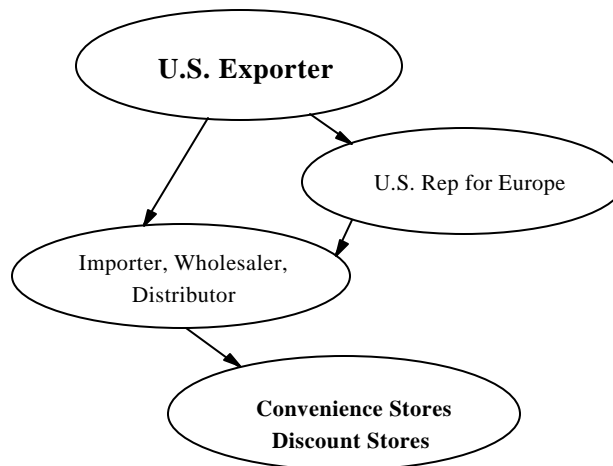 U.S. Exporter
U.S. Rep for Europe
Importer, Wholesaler,
Distributor
Convenience Stores
Discount Stores